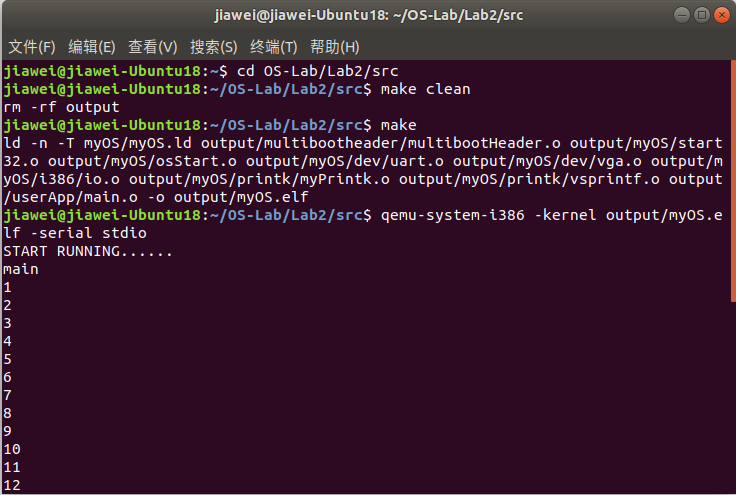 jiawei@jiawei-Ubuntu18: ~/OS-Lab/Lab2/src
文件(F) 编辑(E) 查看(V) 搜索(S) 终端(T) 帮助(H)
jiawei@jiawei-Ubuntu18:~$ cd OS-Lab/Lab2/src
jiawei@jiawei-Ubuntu18:~/OS-Lab/Lab2/src$ make clean
rm -rf output
jiawei@jiawei-Ubuntu18:~/OS-Lab/Lab2/src$ make
ld -n -T myOS/myOS.ld output/multibootheader/multibootHeader.o output/myOS/start
32.o output/myOS/osStart.o output/myOS/dev/uart.o output/myOS/dev/vga.o output/m
yOS/i386/io.o output/myOS/printk/myPrintk.o output/myOS/printk/vsprintf.o output
/userApp/main.o -o output/myOS.elf
jiawei@jiawei-Ubuntu18:~/OS-Lab/Lab2/src$ qemu-system-i386 -kernel output/myOS.e
lf -serial stdio
START RUNNING......
main
1
2
3
4
5
6
7
8
9
10
11
12